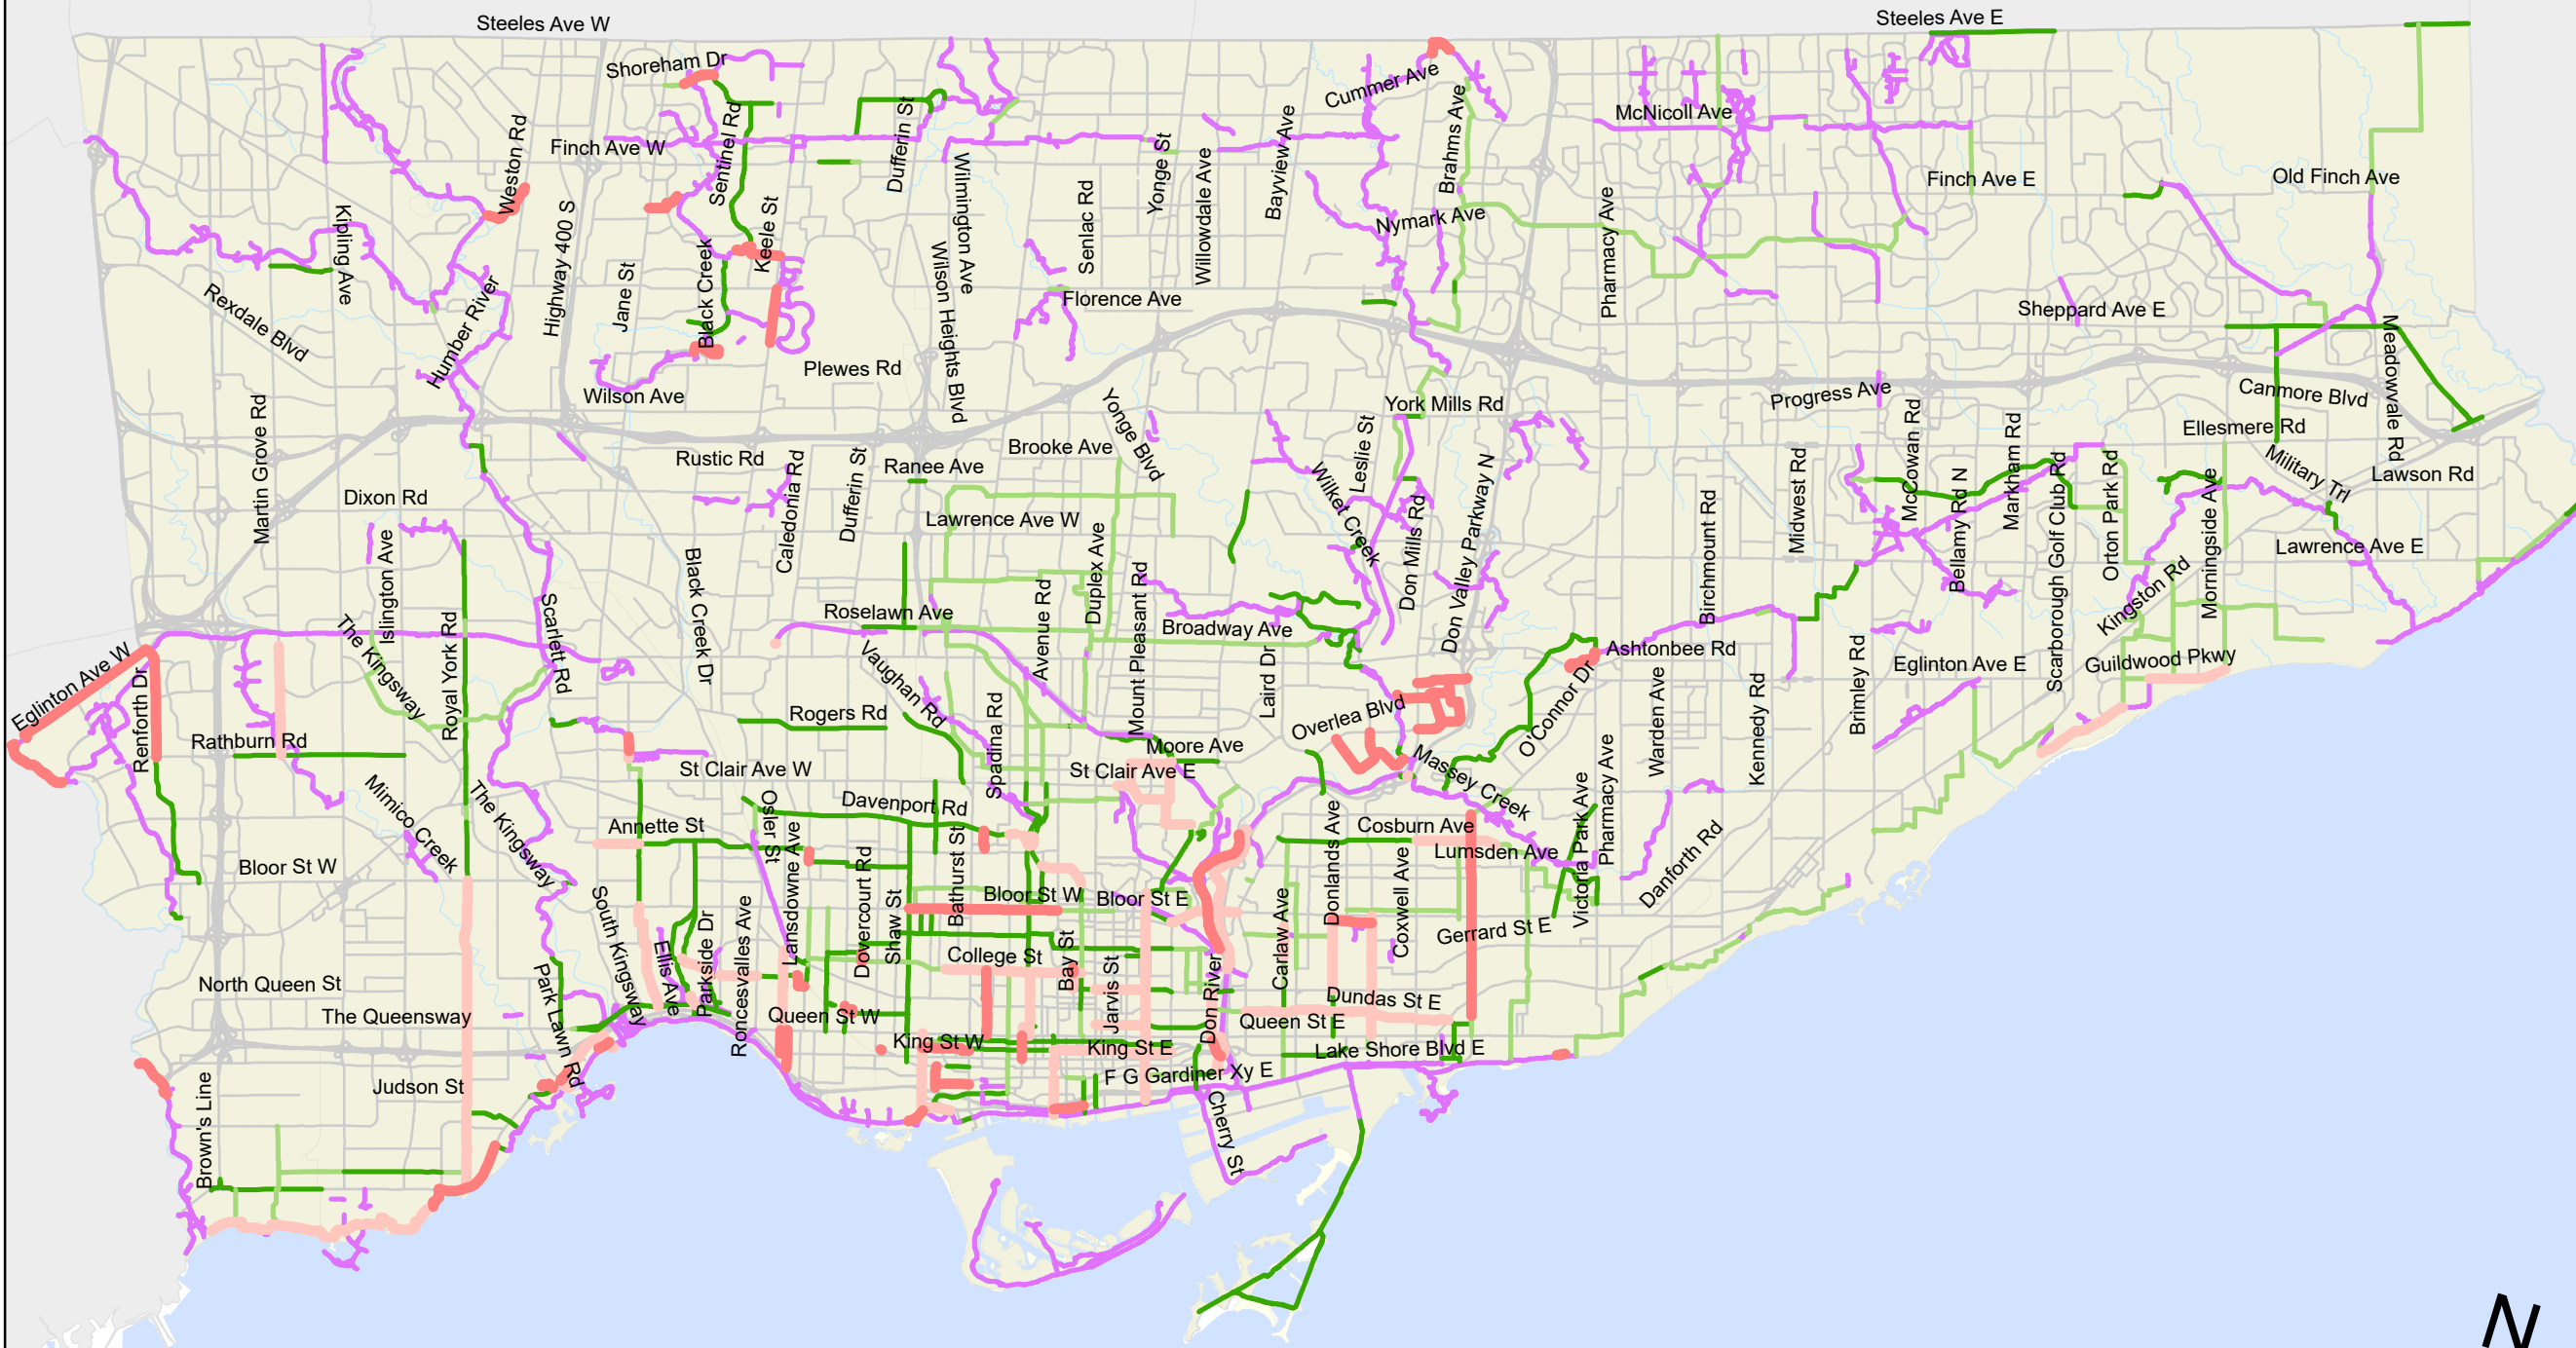 Steeles Ave W
Steeles Ave E
Shoreham Dr
Cummer Ave
McNicoll Ave
Finch Ave W
Weston Rd
Sentinel Rd
Dufferin St
Wilmington Ave
Yonge St
Willowdale Ave
Bayview Ave
Brahms Ave
Finch Ave E
Old Finch Ave
Kipling Ave
Highway 400 S
Jane St
Black Creek
Keele St
Senlac Rd
Nymark Ave
Pharmacy Ave
Rexdale Blvd
Humber River
Wilson Heights Blvd
Florence Ave
Sheppard Ave E
Meadowvale Rd
Plewes Rd
Wilson Ave
Yonge Blvd
York Mills Rd
Progress Ave
Canmore Blvd
Martin Grove Rd
Rustic Rd
Caledonia Rd
Dufferin St
Ranee Ave
Brooke Ave
Leslie St
McCowan Rd
Markham Rd
Ellesmere Rd
Military Trl
Lawson Rd
Dixon Rd
Lawrence Ave W
Wilket Creek
Don Mills Rd
Don Valley Parkway N
Birchmount Rd
Midwest Rd
Bellamy Rd N
Scarborough Golf Club Rd
Orton Park Rd
Morningside Ave
Lawrence Ave E
Islington Ave
Black Creek Dr
Duplex Ave
Mount Pleasant Rd
Kingston Rd
The Kingsway
Royal York Rd
Scarlett Rd
Roselawn Ave
Avenue Rd
Broadway Ave
Ashtonbee Rd
Eglinton Ave W
Renforth Dr
Vaughan Rd
Laird Dr
O'Connor Dr
Warden Ave
Kennedy Rd
Brimley Rd
Eglinton Ave E
Guildwood Pkwy
Rathburn Rd
Rogers Rd
Spadina Rd
Moore Ave
Overlea Blvd
St Clair Ave W
St Clair Ave E
Massey Creek
Pharmacy Ave
Mimico Creek
The Kingsway
Annette St
Osler St
Davenport Rd
Cosburn Ave
Victoria Park Ave
Danforth Rd
Bloor St W
Lansdowne Ave
Dovercourt Rd
Bathurst St
Bloor St W
Bloor St E
Donlands Ave
Coxwell Ave
Lumsden Ave
South Kingsway
Ellis Ave
Parkside Dr
Roncesvalles Ave
Shaw St
College St
Bay St
Jarvis St
Don River
Carlaw Ave
Gerrard St E
North Queen St
The Queensway
Park Lawn Rd
Queen St W
Dundas St E
Queen St E
King St W
King St E
Lake Shore Blvd E
Judson St
Brown's Line
F G Gardiner Xy E
Cherry St
N